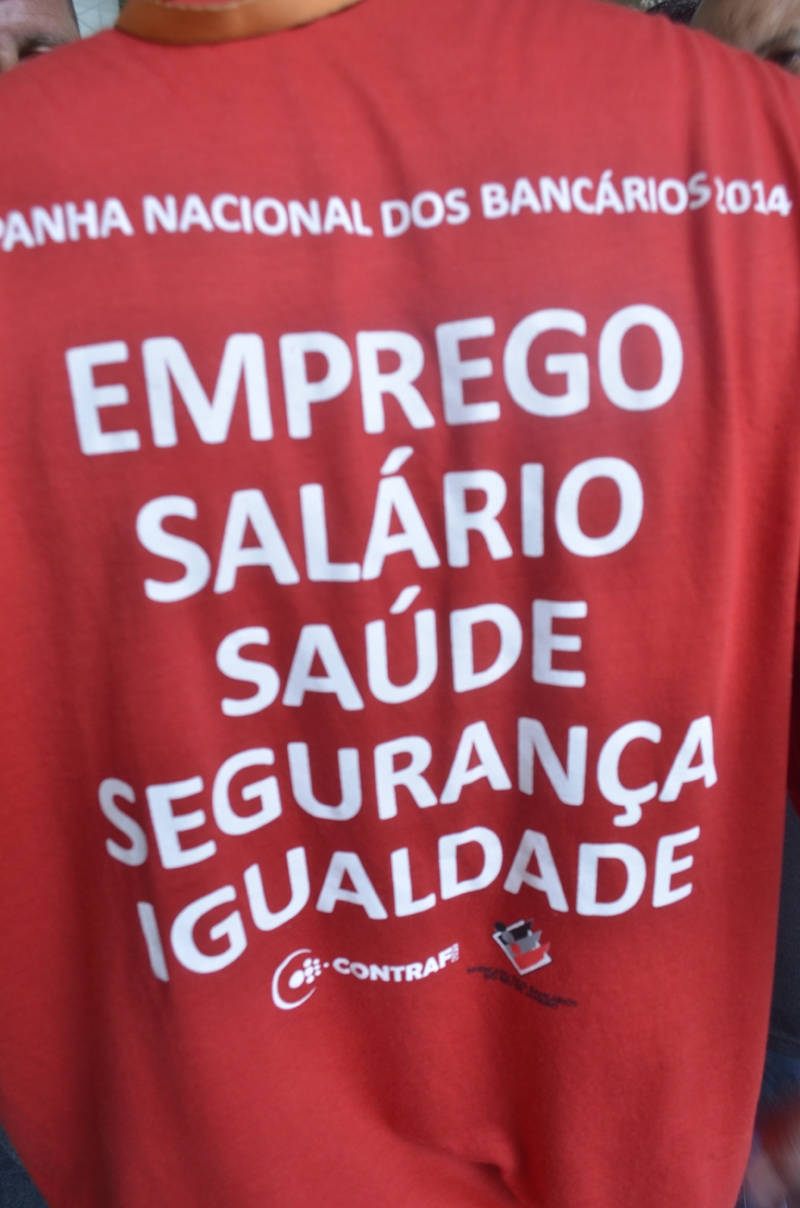 PANHA NACIONAL DOS BANCÁRIOS 2014
EMPREGO
SALÁRIO
SAÚDE
SEGURANÇA
IGUALDADE
CONTRAF